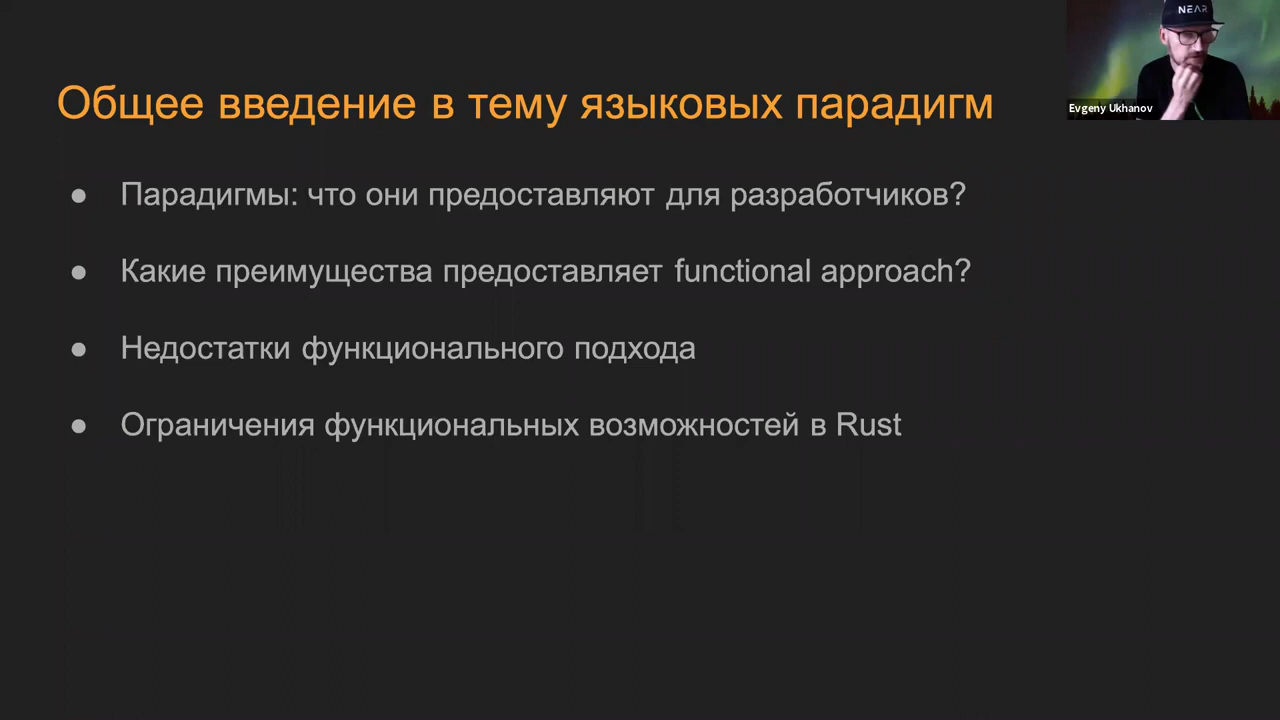 Общее введение в тему языковых парадигм
NEAR
Evgeny Ukhanov
● Парадигмы: что они предоставляют для разработчиков?
● Какие преимущества предоставляет functional approach?
● Недостатки функционального подхода
● Ограничения функциональных возможностей в Rust